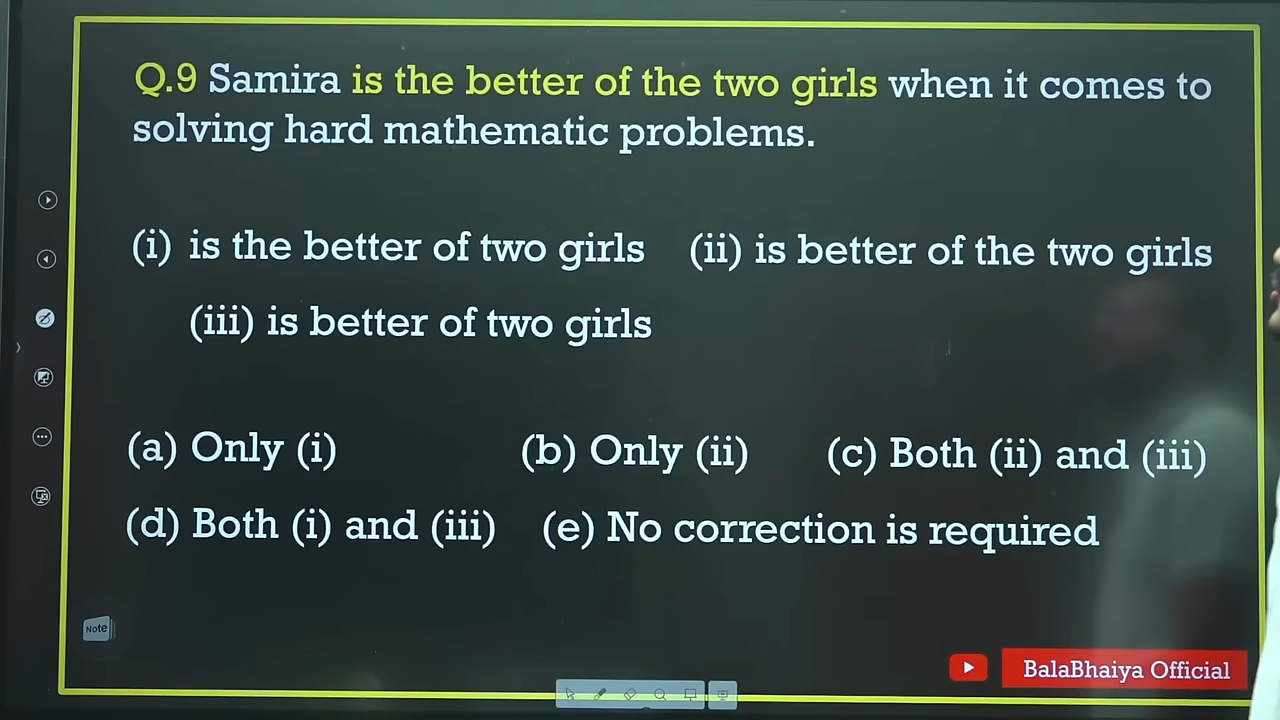 Q.9 Samira is the better of the two girls when it comes to
solving hard mathematic problems.
(i) is the better of two girls (ii) is better of the two girls
(iii) is better of two girls
(a) Only (i) (b) Only (ii) (c) Both (ii) and (iii)
(d) Both (i) and (iii) (e) No correction is required
Note
BalaBhaiya Official